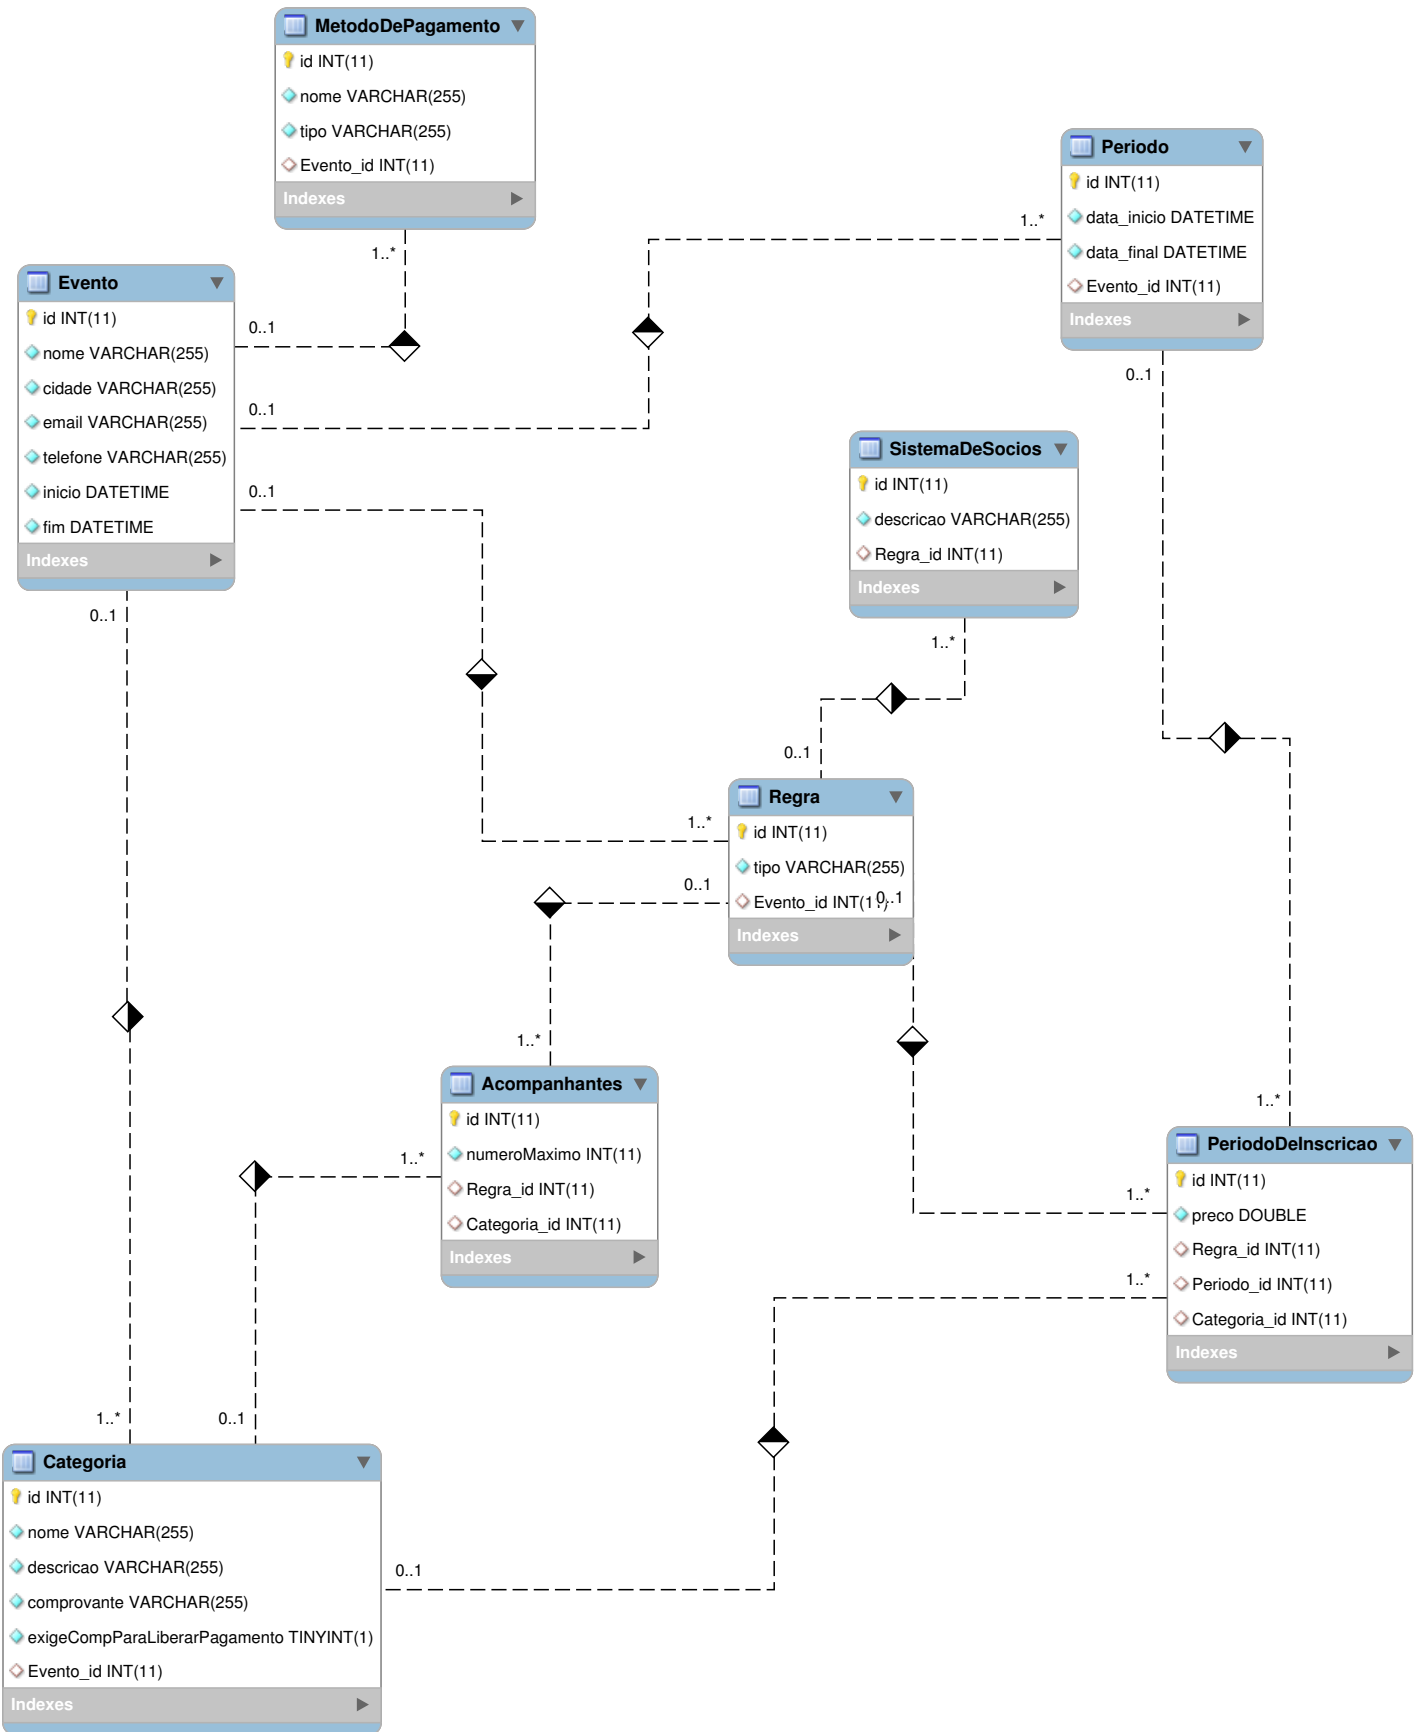 MetodoDePagamento
id INT(11)
nome VARCHAR(255)
tipo VARCHAR(255)
Evento_id INT(11)
Indexes
1..*
Periodo
id INT(11)
data_inicio DATETIME
data_final DATETIME
Evento_id INT(11)
Indexes
1..*
0..1
Evento
id INT(11)
nome VARCHAR(255)
cidade VARCHAR(255)
email VARCHAR(255)
telefone VARCHAR(255)
inicio DATETIME
fim DATETIME
Indexes
0..1
0..1
0..1
0..1
SistemaDeSocios
id INT(11)
descricao VARCHAR(255)
Regra_id INT(11)
Indexes
1..*
0..1
Regra
id INT(11)
tipo VARCHAR(255)
Evento_id INT(11)
Indexes
1..*
0..1
0..1
1..*
Acompanhantes
id INT(11)
numeroMaximo INT(11)
Regra_id INT(11)
Categoria_id INT(11)
Indexes
1..*
1..*
PeriodoDeInscricao
id INT(11)
preco DOUBLE
Regra_id INT(11)
Periodo_id INT(11)
Categoria_id INT(11)
Indexes
1..*
1..*
1..*
0..1
Categoria
id INT(11)
nome VARCHAR(255)
descricao VARCHAR(255)
comprovante VARCHAR(255)
exigeCompParaLiberarPagamento TINYINT(1)
Evento_id INT(11)
Indexes
0..1